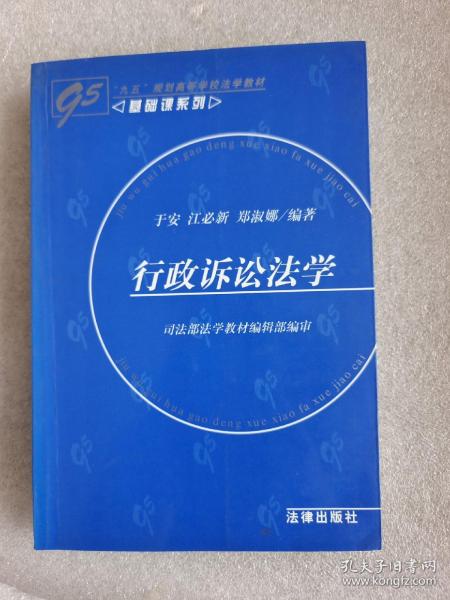 95
"九五"规划高等学校法学教材
◁基础课系列▷
jiu wu gui hua gao deng xue xiao fa xue jiao cai
于安 江必新 郑淑娜/编著
行政诉讼法学
司法部法学教材编辑部编审
jiu wu gui hua gao deng xue xiao fa xue jiao cai
法律出版社
孔夫子旧书网
www.kongfz.com